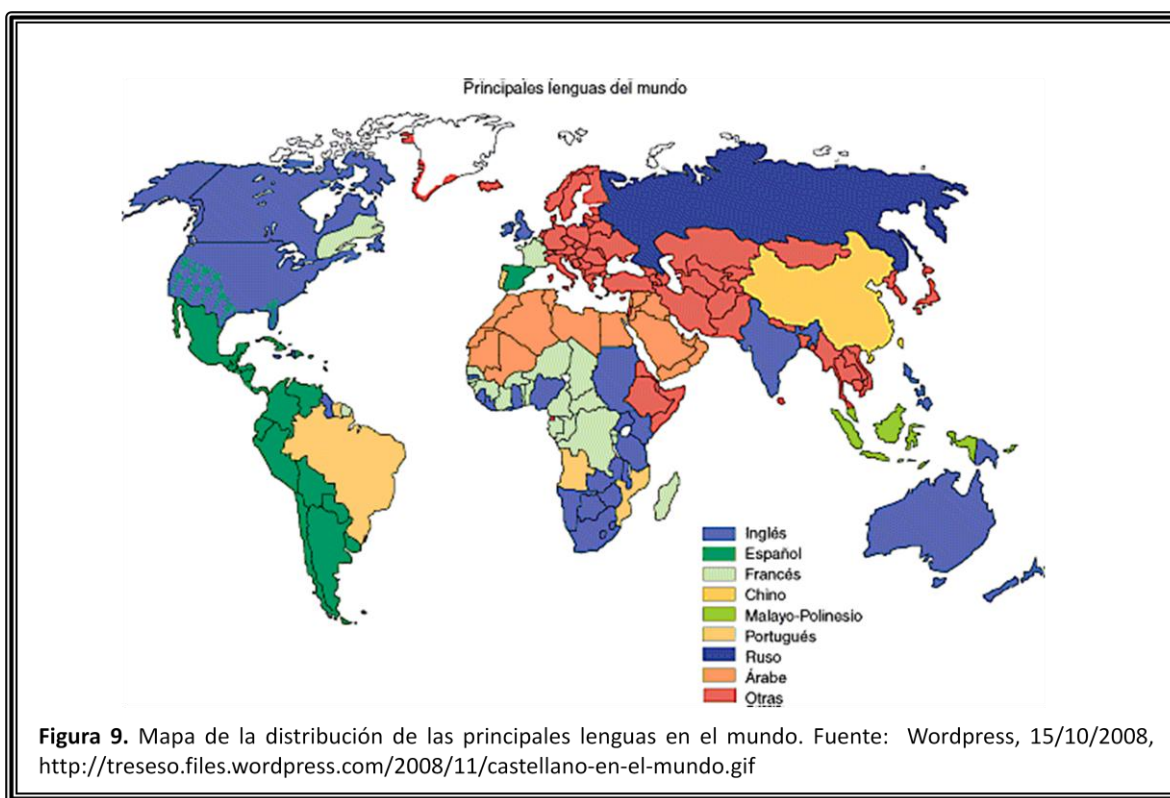 Principales lenguas del mundo
Inglés
Español
Francés
Chino
Malayo-Polinesio
Portugués
Ruso
Árabe
Otras
Figura 9. Mapa de la distribución de las principales lenguas en el mundo. Fuente: Wordpress, 15/10/2008,
http://treseso.files.wordpress.com/2008/11/castellano-en-el-mundo.gif